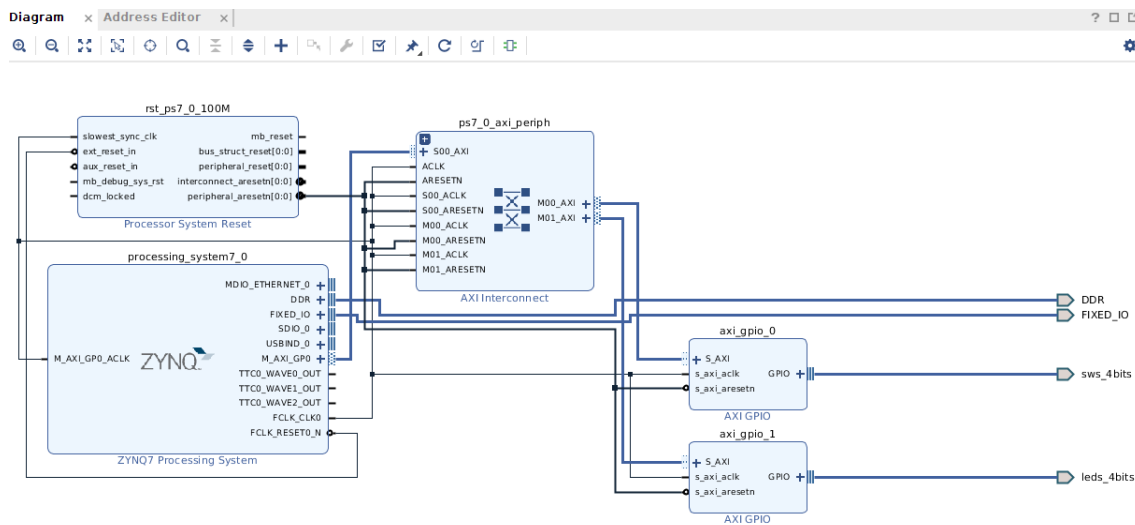 Diagram × Address Editor ×
? □
rst_ps7_0_100M
slowest_sync_clk mb_reset
ext_reset_in bus_struct_reset[0:0]
aux_reset_in peripheral_reset[0:0]
mb_debug_sys_rst interconnect_aresetn[0:0]
dcm_locked peripheral_aresetn[0:0]
Processor System Reset
ps7_0_axi_periph
S00_AXI
ACLK
ARESETN
S00_ACLK
S00_ARESETN
M00_ACLK
M00_ARESETN
M01_ACLK
M01_ARESETN
M00_AXI
M01_AXI
AXI Interconnect
processing_system7_0
MDIO_ETHERNET_0
DDR
FIXED_IO
SDIO_0
USBIND_0
M_AXI_GP0_ACLK ZYNQ M_AXI_GP0
TTC0_WAVE0_OUT
TTC0_WAVE1_OUT
TTC0_WAVE2_OUT
FCLK_CLK0
FCLK_RESET0_N
ZYNQ7 Processing System
DDR
FIXED_IO
axi_gpio_0
S_AXI
s_axi_aclk GPIO
s_axi_aresetn
AXI GPIO
sws_4bits
axi_gpio_1
S_AXI
s_axi_aclk GPIO
s_axi_aresetn
AXI GPIO
leds_4bits